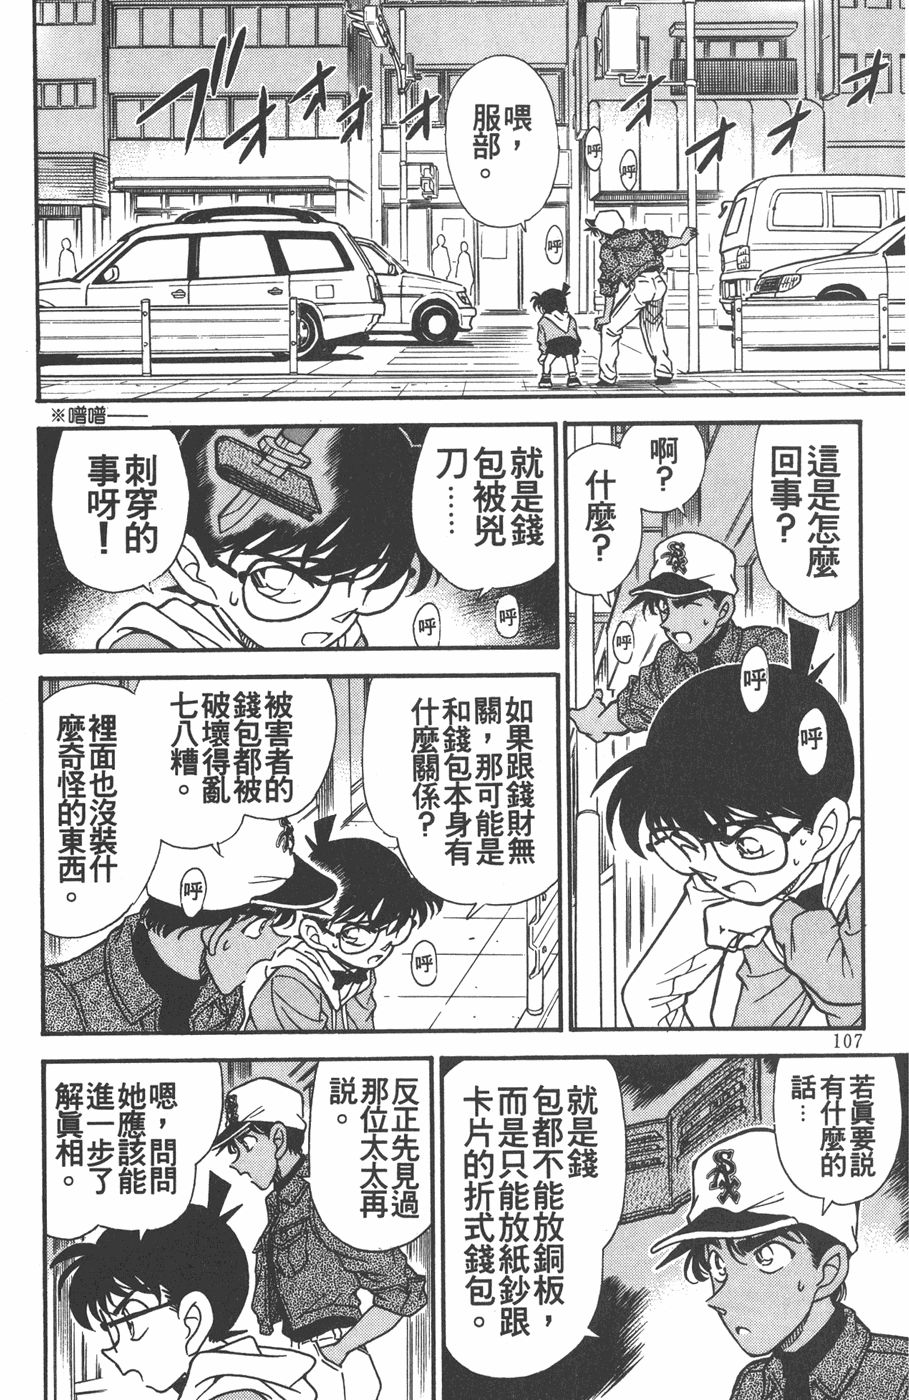 喂，
服部。
呼
呼
呼
ブオオ
オオオ
※噌噌——
這是怎麼
回事？
啊？
什麼？
呼
呼
呼
就是錢
包被兇
刀……
刺穿的
事呀！
呼
呼
如果跟錢財無
關，那可能是
和錢包本身有
什麼關係？
被害者的
錢包都被
破壞得亂
七八糟。
裡面也沒裝什
麼奇怪的東西。
呼
呼
107
若真要說
有什麼的
話…
就是錢
包都不能放銅板
而是只能放紙鈔跟
卡片的折式錢包。
SAX
反正先見過
那位太太再
說。
嗯，問問
她應該能
進一步了
解真相。